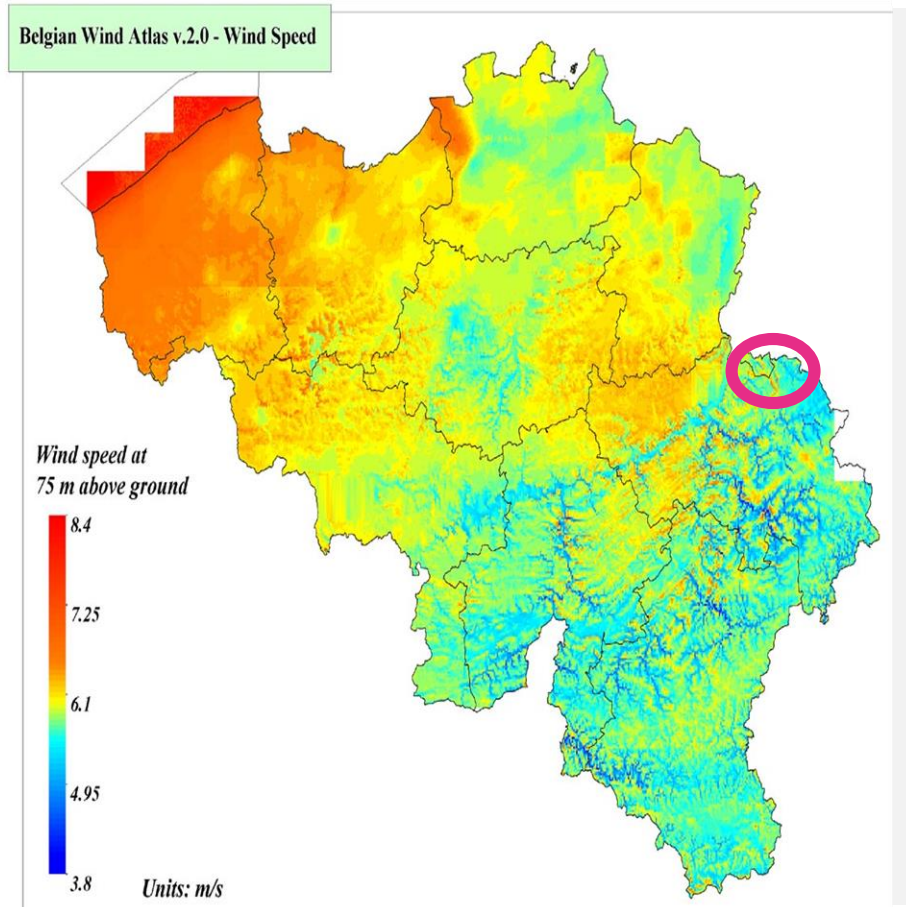 Belgian Wind Atlas v.2.0 - Wind Speed
Wind speed at
75 m above ground
8.4
7.25
6.1
4.95
3.8
Units: m/s